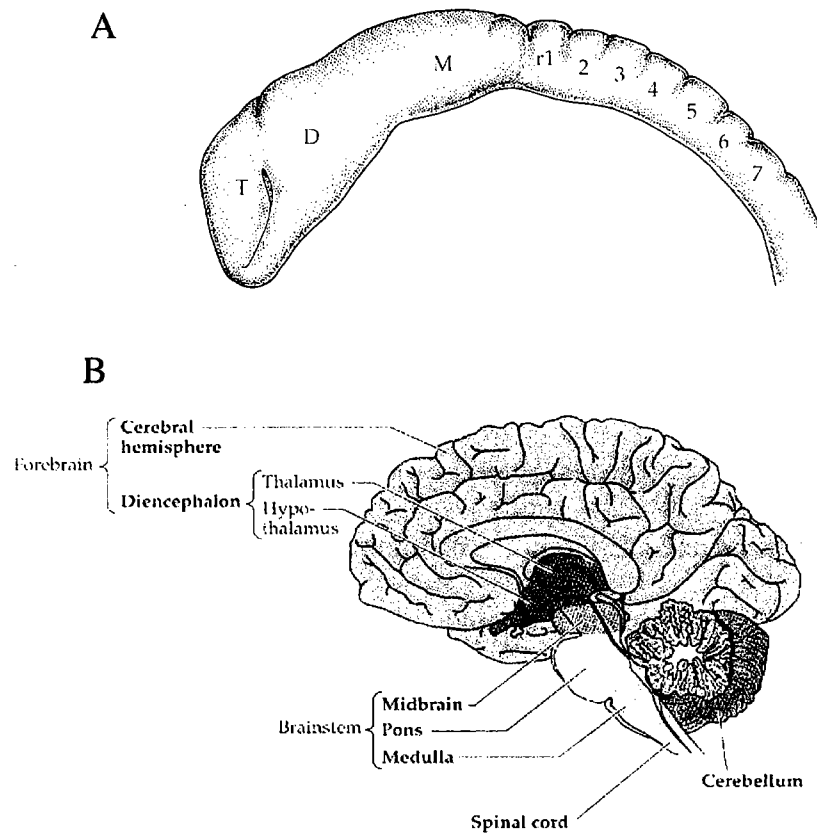 A
T
D
M
r1
2
3
4
5
6
7
B
Forebrain
Cerebral
hemisphere
Diencephalon
Thalamus
Hypo-
thalamus
Brainstem
Midbrain
Pons
Medulla
Spinal cord
Cerebellum